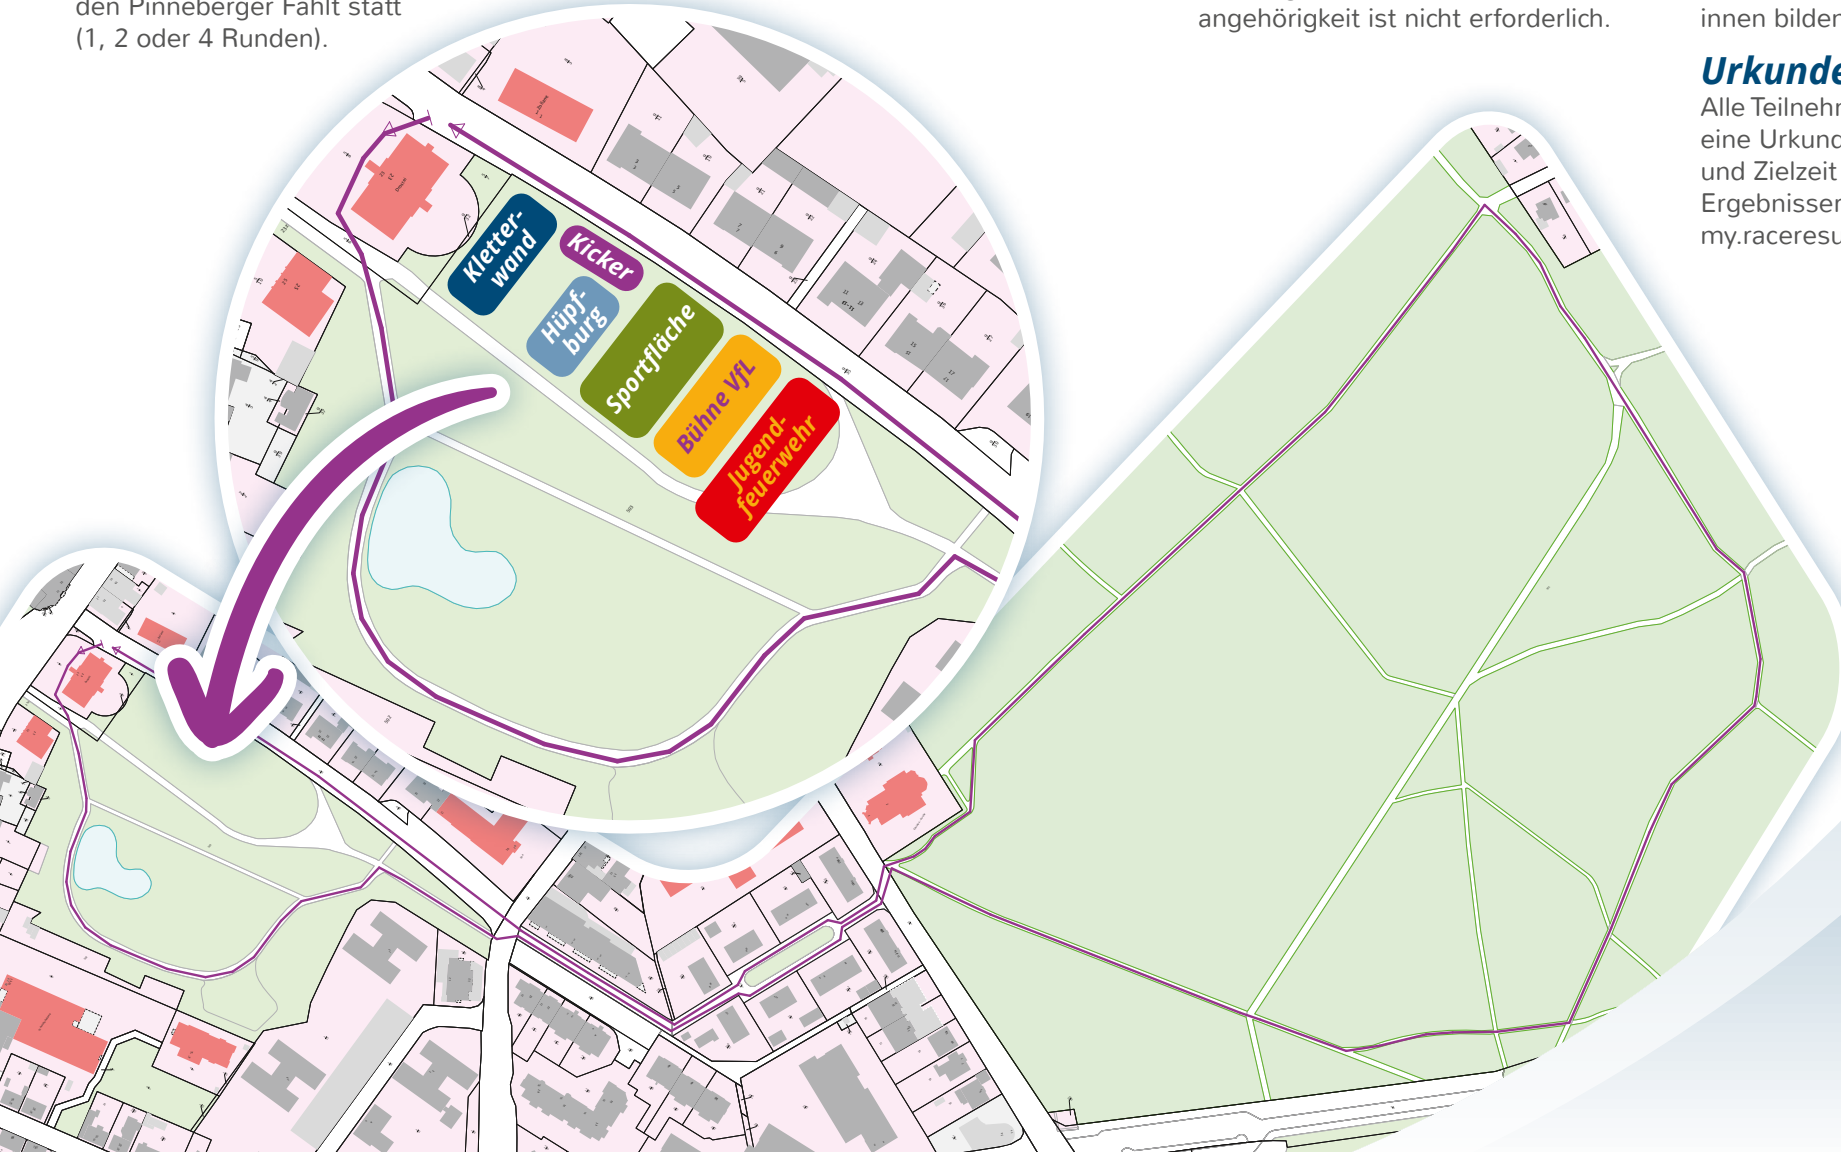 den Pinneberger Fahlt statt
(1, 2 oder 4 Runden).
angehörigkeit ist nicht erforderlich.
innen bilden
Urkunde
Alle Teilnehm
eine Urkund
und Zielzeit
Ergebnissen
my.raceresu
Kletter-
wand
Kicker
Hüpf-
burg
Sportfläche
Bühne VfL
Jugend-
feuerwehr